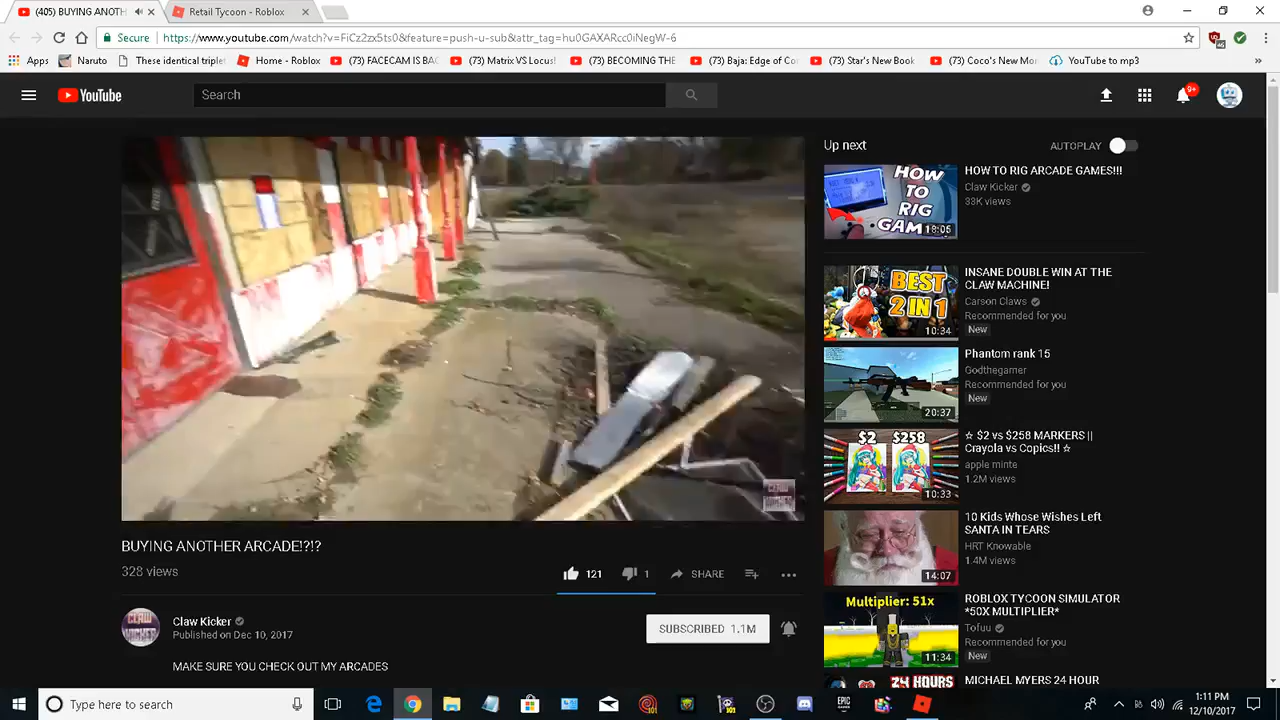 (405) BUYING ANOTH
Retail Tycoon - Roblox
Secure
https://www.youtube.com/watch?v=FiCz2zx5ts0&feature=push-u-sub&attr_tag=hu0GAXARcc0iNegW-6
Apps
Naruto
These identical triplet
Home - Roblox
(73) FACECAM IS BAC
(73) Matrix VS Locus!
(73) BECOMING THE
(73) Baja: Edge of Co
(73) Star's New Book
(73) Coco's New Mon
YouTube to mp3
YouTube
Search
9+
Up next
AUTOPLAY
HOW TO RIG GAM
18:05
HOW TO RIG ARCADE GAMES!!!
Claw Kicker
33K views
BEST
2 IN 1
10:34
INSANE DOUBLE WIN AT THE
CLAW MACHINE!
Carson Claws
Recommended for you
New
20:37
Phantom rank 15
Godthegamer
Recommended for you
New
$2 $258
10:33
☆ $2 vs $258 MARKERS ||
Crayola vs Copics!! ☆
apple minte
1.2M views
14:07
10 Kids Whose Wishes Left
SANTA IN TEARS
HRT Knowable
1.4M views
Multiplier: 51x
11:34
ROBLOX TYCOON SIMULATOR
*50X MULTIPLIER*
Tofuu
Recommended for you
New
24 HOURS
MICHAEL MYERS 24 HOUR
CLAW
BUYING ANOTHER ARCADE!?!?
328 views
121
1
SHARE
CLAW KICKER
Claw Kicker
Published on Dec 10, 2017
SUBSCRIBED 1.1M
MAKE SURE YOU CHECK OUT MY ARCADES
Type here to search
EPIC GAMES
1:11 PM
12/10/2017